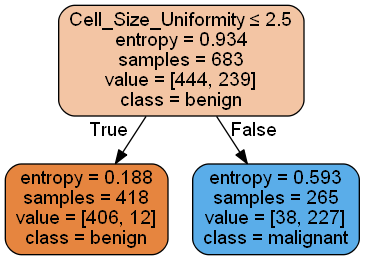 Cell_Size_Uniformity ≤ 2.5
entropy = 0.934
samples = 683
value = [444, 239]
class = benign
True
False
entropy = 0.188
samples = 418
value = [406, 12]
class = benign
entropy = 0.593
samples = 265
value = [38, 227]
class = malignant